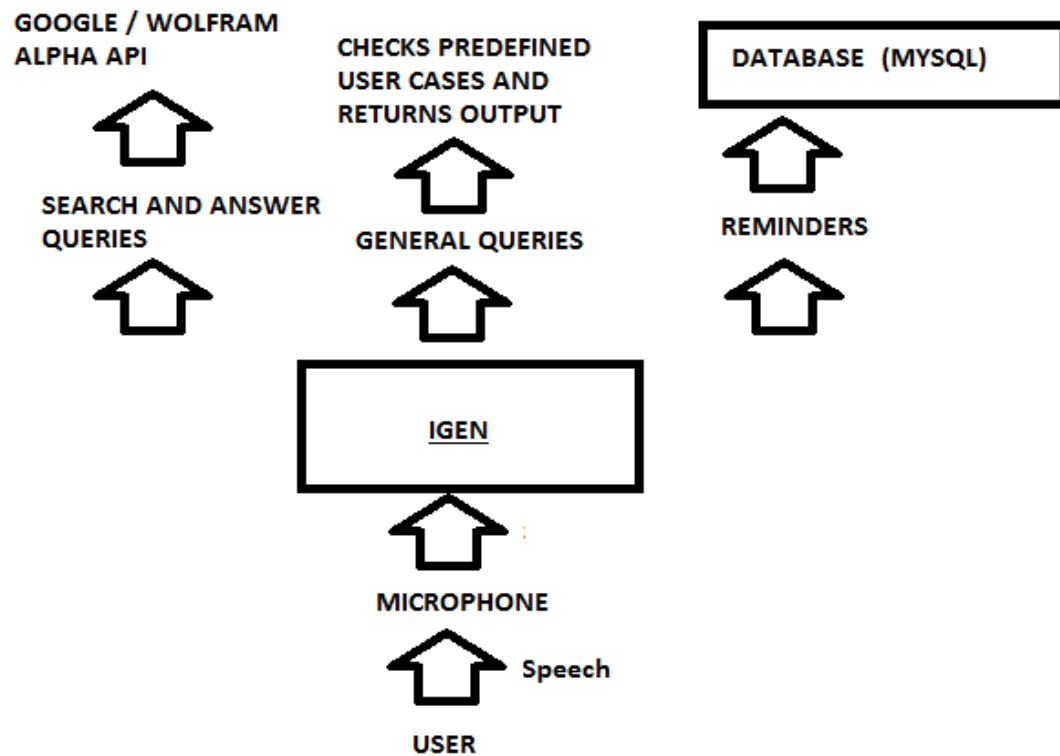 GOOGLE / WOLFRAM
ALPHA API
CHECKS PREDEFINED
USER CASES AND
RETURNS OUTPUT
DATABASE (MYSQL)
SEARCH AND ANSWER
QUERIES
GENERAL QUERIES
REMINDERS
IGEN
MICROPHONE
Speech
USER